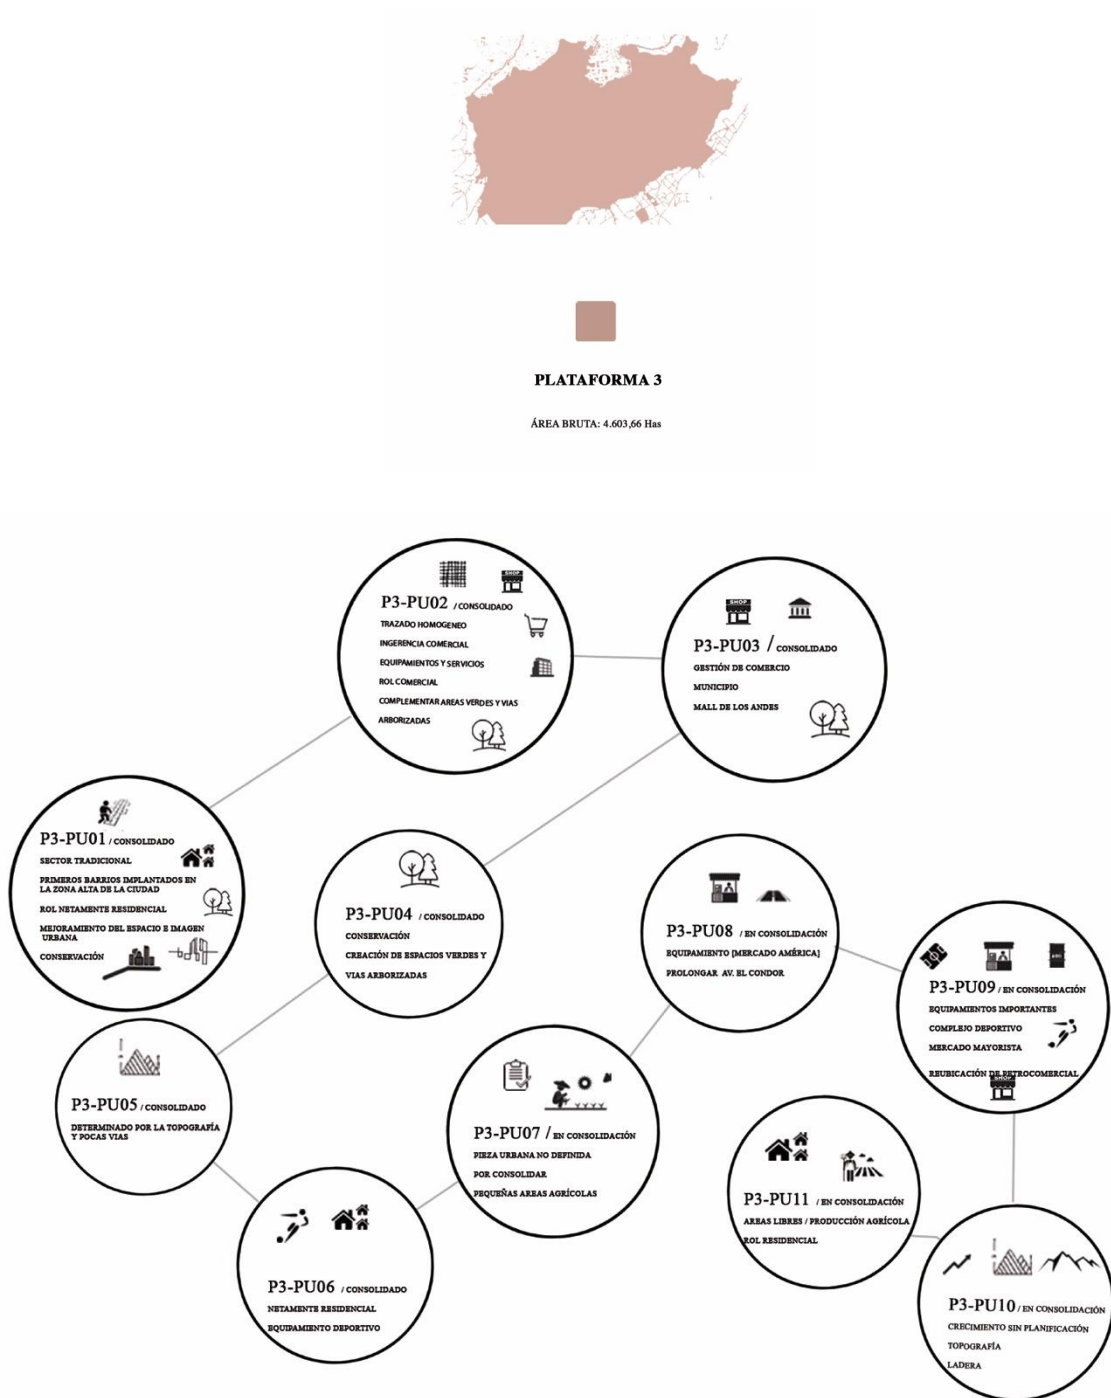 PLATAFORMA 3
ÁREA BRUTA: 4.603,66 Has
SHOP
P3-PU02 / CONSOLIDADO
TRAZADO HOMOGENEO
INGERENCIA COMERCIAL
EQUIPAMIENTOS Y SERVICIOS
ROL COMERCIAL
COMPLEMENTAR AREAS VERDES Y VIAS
ARBORIZADAS
SHOP
P3-PU03 / CONSOLIDADO
GESTIÓN DE COMERCIO
MUNICIPIO
MALL DE LOS ANDES
P3-PU01 / CONSOLIDADO
SECTOR TRADICIONAL
PRIMEROS BARRIOS IMPLANTADOS EN
LA ZONA ALTA DE LA CIUDAD
ROL NETAMENTE RESIDENCIAL
MEJORAMIENTO DEL ESPACIO E IMAGEN
URBANA
CONSERVACIÓN
P3-PU04 / CONSOLIDADO
CONSERVACIÓN
CREACIÓN DE ESPACIOS VERDES Y
VIAS ARBORIZADAS
P3-PU08 / EN CONSOLIDACIÓN
EQUIPAMIENTO [MERCADO AMÉRICA]
PROLONGAR AV. EL CONDOR
P3-PU09 / EN CONSOLIDACIÓN
EQUIPAMIENTOS IMPORTANTES
COMPLEJO DEPORTIVO
MERCADO MAYORISTA
REUBICACIÓN DE PETROCOMERCIAL
SHOP
P3-PU05 / CONSOLIDADO
DETERMINADO POR LA TOPOGRAFÍA
Y POCAS VIAS
P3-PU07 / EN CONSOLIDACIÓN
PIEZA URBANA NO DEFINIDA
POR CONSOLIDAR
PEQUEÑAS AREAS AGRÍCOLAS
P3-PU11 / EN CONSOLIDACIÓN
AREAS LIBRES / PRODUCCIÓN AGRÍCOLA
ROL RESIDENCIAL
P3-PU06 / CONSOLIDADO
NETAMENTE RESIDENCIAL
EQUIPAMIENTO DEPORTIVO
P3-PU10 / EN CONSOLIDACIÓN
CRECIMIENTO SIN PLANIFICACIÓN
TOPOGRAFÍA
LADERA